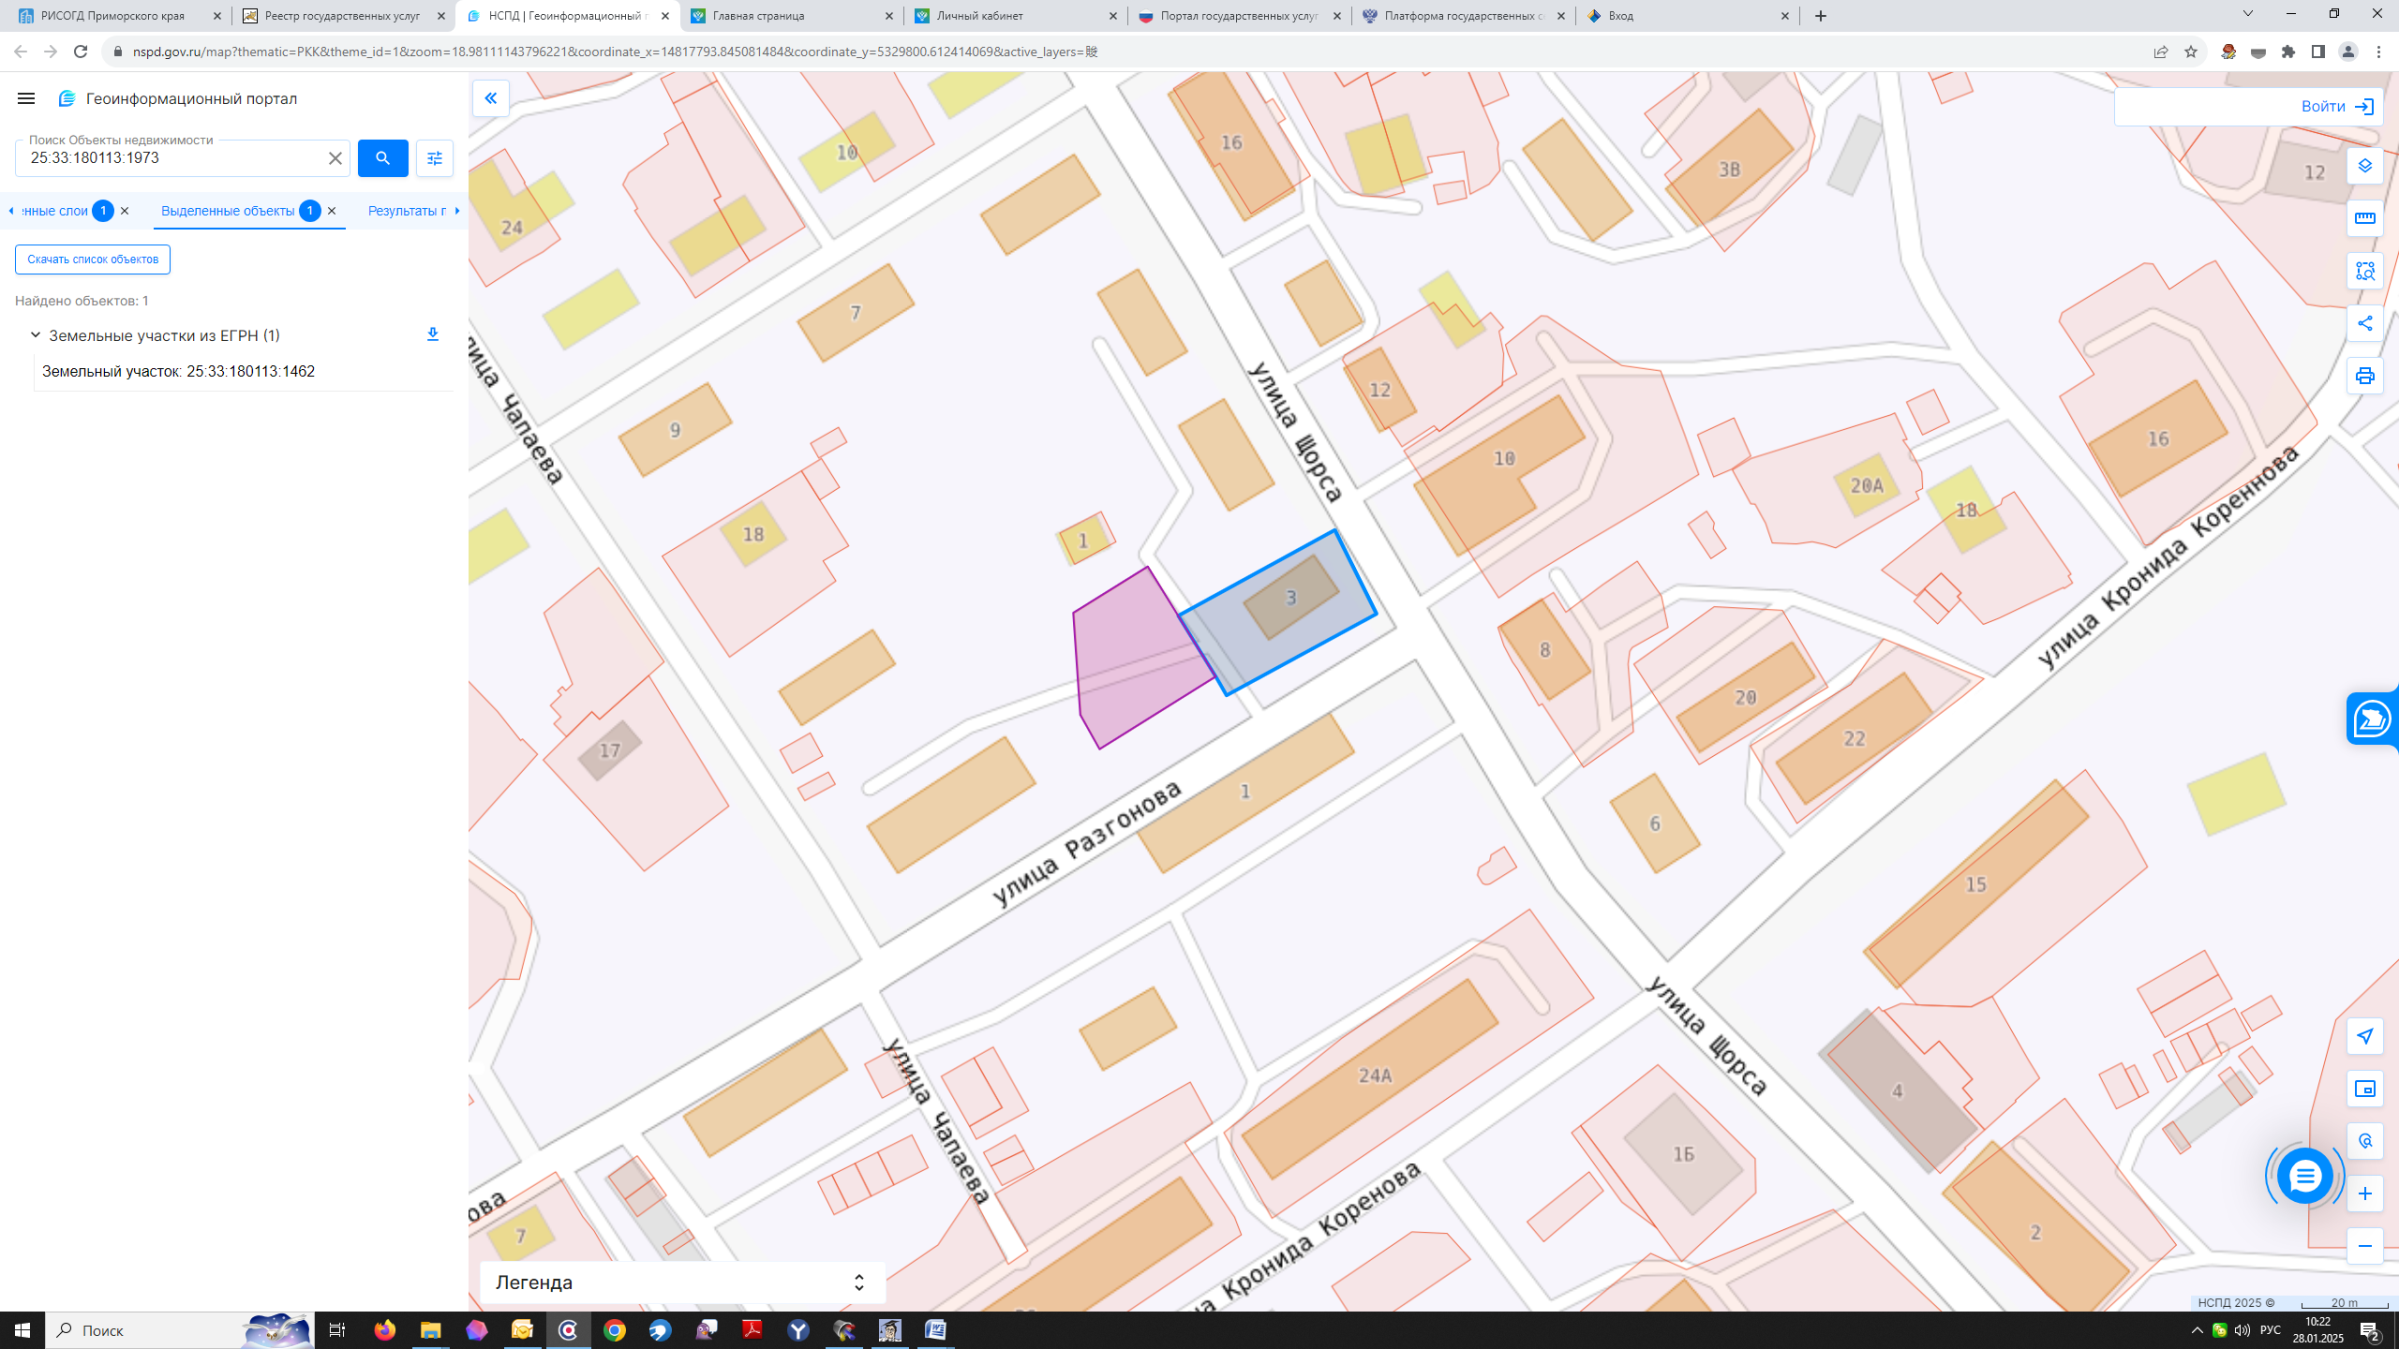 РИСОГД Приморского края
Реестр государственных услуг
НСПД | Геоинформационный
Главная страница
Личный кабинет
Портал государственных услуг
Платформа государственных
Вход
nspd.gov.ru/map?thematic=PKK&theme_id=1&zoom=18.98111143796221&coordinate_x=14817793.845081484&coordinate_y=5329800.612414069&active_layers=
Геоинформационный портал
Войти
Поиск Объекты недвижимости
25:33:180113:1973
нные слои 1
Выделенные объекты 1
Результаты
Скачать список объектов
Найдено объектов: 1
Земельные участки из ЕГРН (1)
Земельный участок: 25:33:180113:1462
10
16
3В
12
24
7
12
9
10
16
20А
18
18
1
3
8
20
22
17
1
6
15
24А
4
1Б
2
7
улица Чапаева
улица Щорса
улица Кронида Кореннова
улица Разгонова
улица Щорса
улица Чапаева
ова
а Кронида Коренова
Легенда
НСПД 2025 ©
20 m
Поиск
РУС
10:22
28.01.2025
2